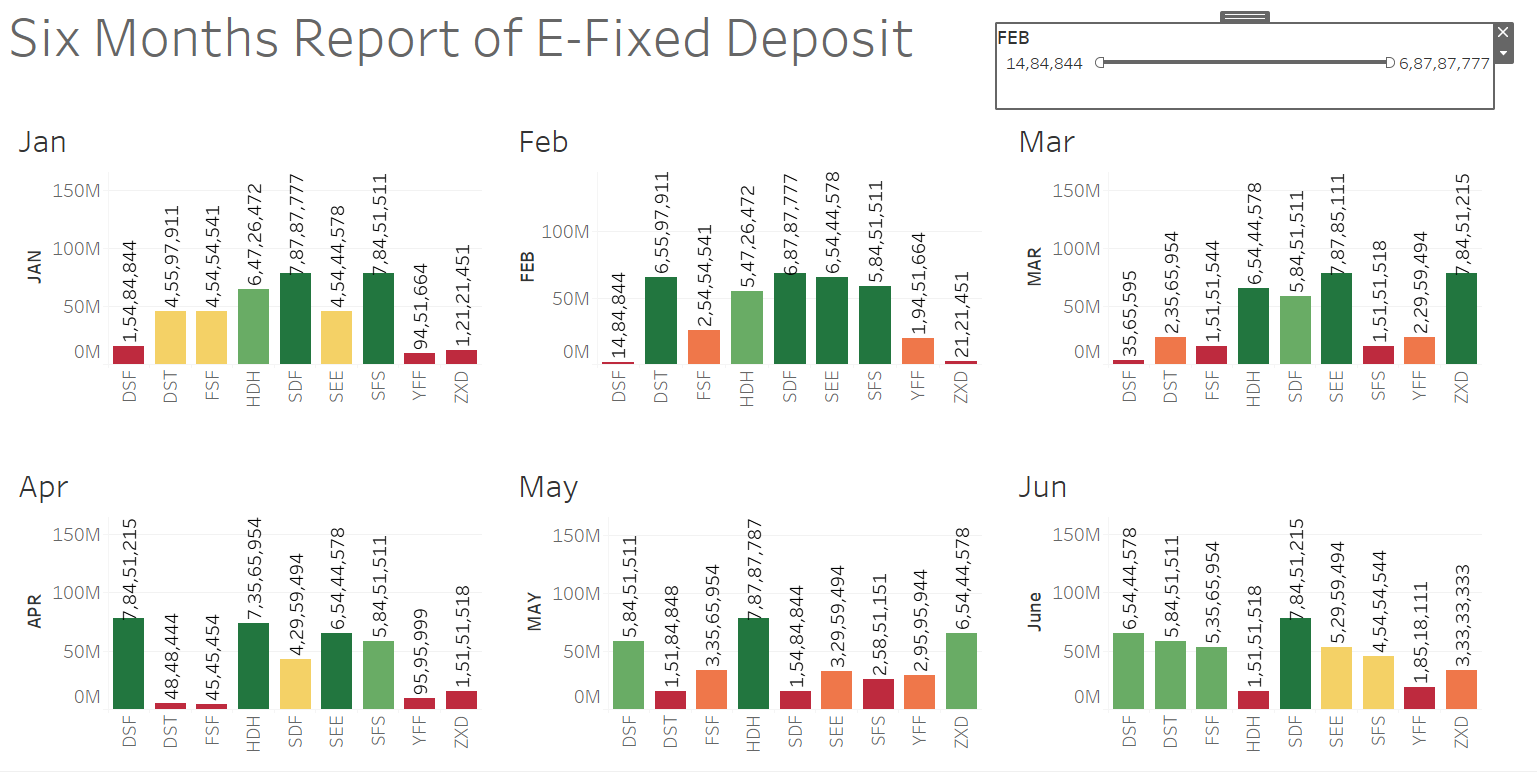 Six Months Report of E-Fixed Deposit
FEB
14,84,844 6,87,87,777
Jan
JAN
150M
100M
50M
0M
1,54,84,844
4,55,97,911
4,54,54,541
6,47,26,472
7,87,87,777
4,54,44,578
7,84,51,511
94,51,664
1,21,21,451
DSF DST FSF HDH SDF SEE SFS YFF ZXD
Feb
FEB
100M
50M
0M
14,84,844
6,55,97,911
2,54,54,541
5,47,26,472
6,87,87,777
6,54,44,578
5,84,51,511
1,94,51,664
21,21,451
DSF DST FSF HDH SDF SEE SFS YFF ZXD
Mar
MAR
150M
100M
50M
0M
35,65,595
2,35,65,954
1,51,51,544
6,54,44,578
5,84,51,511
7,87,85,111
1,51,51,518
2,29,59,494
7,84,51,215
DSF DST FSF HDH SDF SEE SFS YFF ZXD
Apr
APR
150M
100M
50M
0M
7,84,51,215
48,48,444
45,45,454
7,35,65,954
4,29,59,494
6,54,44,578
5,84,51,511
95,95,999
1,51,51,518
DSF DST FSF HDH SDF SEE SFS YFF ZXD
May
MAY
150M
100M
50M
0M
5,84,51,511
1,51,84,848
3,35,65,954
7,87,87,787
1,54,84,844
3,29,59,494
2,58,51,151
2,95,95,944
6,54,44,578
DSF DST FSF HDH SDF SEE SFS YFF ZXD
Jun
June
150M
100M
50M
0M
6,54,44,578
5,84,51,511
5,35,65,954
1,51,51,518
7,84,51,215
5,29,59,494
4,54,54,544
1,85,18,111
3,33,33,333
DSF DST FSF HDH SDF SEE SFS YFF ZXD